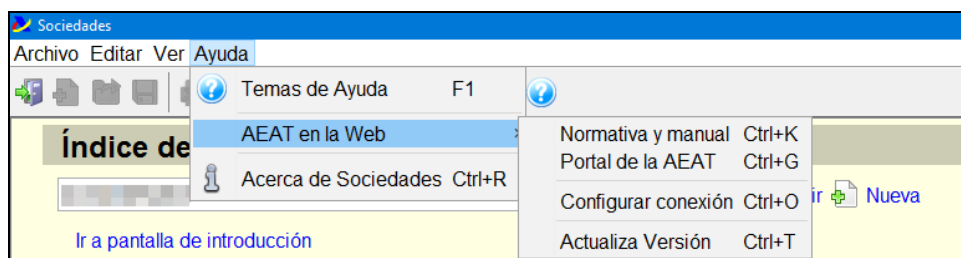 Sociedades
Archivo Editar Ver Ayuda
Temas de Ayuda F1
AEAT en la Web
Normativa y manual Ctrl+K
Portal de la AEAT Ctrl+G
Índice de
Acerca de Sociedades Ctrl+R
Configurar conexión Ctrl+O
ir Nueva
Actualiza Versión Ctrl+T
Ir a pantalla de introducción